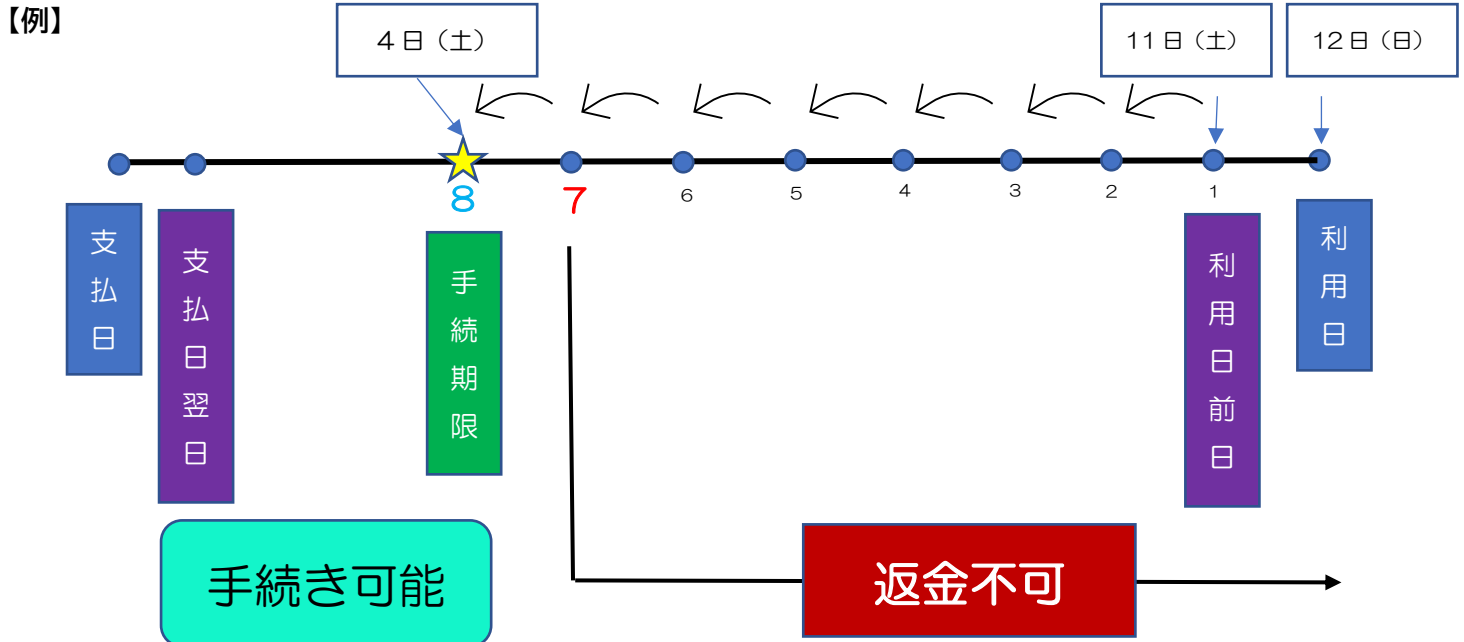 【例】
４日（土）
11日（土）
12日（日）
8
7
6
5
4
3
2
1
支払日
支払日翌日
手続期限
利用日前日
利用日
手続き可能
返金不可